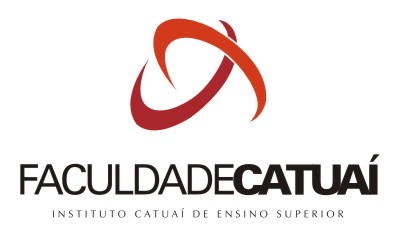 FACULDADECATUAÍ
INSTITUTO CATUAÍ DE ENSINO SUPERIOR